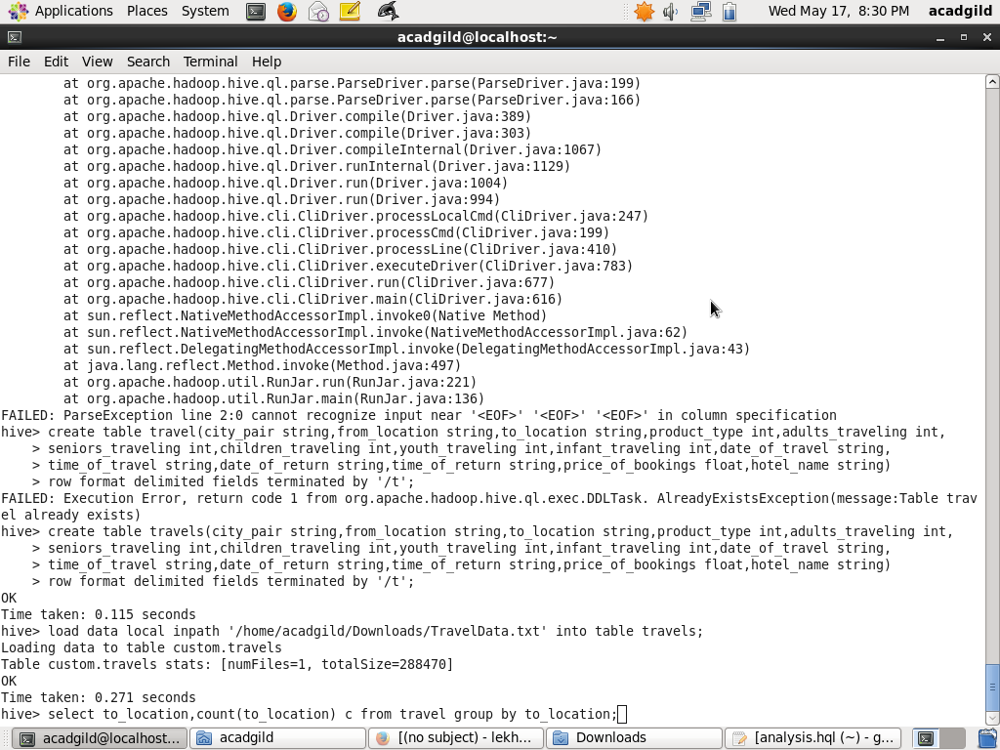 Applications Places System
Wed May 17, 8:30 PM acadgild
acadgild@localhost:~
File Edit View Search Terminal Help
at org.apache.hadoop.hive.ql.parse.ParseDriver.parse(ParseDriver.java:199)
at org.apache.hadoop.hive.ql.parse.ParseDriver.parse(ParseDriver.java:166)
at org.apache.hadoop.hive.ql.Driver.compile(Driver.java:389)
at org.apache.hadoop.hive.ql.Driver.compile(Driver.java:303)
at org.apache.hadoop.hive.ql.Driver.compileInternal(Driver.java:1067)
at org.apache.hadoop.hive.ql.Driver.runInternal(Driver.java:1129)
at org.apache.hadoop.hive.ql.Driver.run(Driver.java:1004)
at org.apache.hadoop.hive.ql.Driver.run(Driver.java:994)
at org.apache.hadoop.hive.cli.CliDriver.processLocalCmd(CliDriver.java:247)
at org.apache.hadoop.hive.cli.CliDriver.processCmd(CliDriver.java:199)
at org.apache.hadoop.hive.cli.CliDriver.processLine(CliDriver.java:410)
at org.apache.hadoop.hive.cli.CliDriver.executeDriver(CliDriver.java:783)
at org.apache.hadoop.hive.cli.CliDriver.run(CliDriver.java:677)
at org.apache.hadoop.hive.cli.CliDriver.main(CliDriver.java:616)
at sun.reflect.NativeMethodAccessorImpl.invoke0(Native Method)
at sun.reflect.NativeMethodAccessorImpl.invoke(NativeMethodAccessorImpl.java:62)
at sun.reflect.DelegatingMethodAccessorImpl.invoke(DelegatingMethodAccessorImpl.java:43)
at java.lang.reflect.Method.invoke(Method.java:497)
at org.apache.hadoop.util.RunJar.run(RunJar.java:221)
at org.apache.hadoop.util.RunJar.main(RunJar.java:136)
FAILED: ParseException line 2:0 cannot recognize input near '<EOF>' '<EOF>' '<EOF>' in column specification
hive> create table travel(city_pair string,from_location string,to_location string,product_type int,adults_traveling int,
> seniors_traveling int,children_traveling int,youth_traveling int,infant_traveling int,date_of_travel string,
> time_of_travel string,date_of_return string,time_of_return string,price_of_bookings float,hotel_name string)
> row format delimited fields terminated by '/t';
FAILED: Execution Error, return code 1 from org.apache.hadoop.hive.ql.exec.DDLTask. AlreadyExistsException(message:Table trav
el already exists)
hive> create table travels(city_pair string,from_location string,to_location string,product_type int,adults_traveling int,
> seniors_traveling int,children_traveling int,youth_traveling int,infant_traveling int,date_of_travel string,
> time_of_travel string,date_of_return string,time_of_return string,price_of_bookings float,hotel_name string)
> row format delimited fields terminated by '/t';
OK
Time taken: 0.115 seconds
hive> load data local inpath '/home/acadgild/Downloads/TravelData.txt' into table travels;
Loading data to table custom.travels
Table custom.travels stats: [numFiles=1, totalSize=288470]
OK
Time taken: 0.271 seconds
hive> select to_location,count(to_location) c from travel group by to_location;
acadgild@localhost... acadgild [(no subject) - lekh... Downloads [analysis.hql (~) - g...